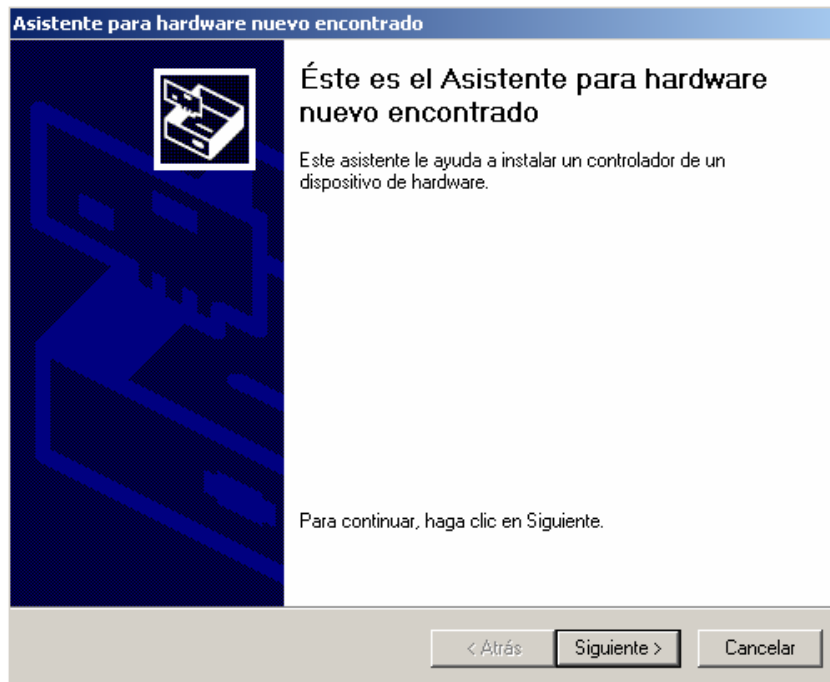 Asistente para hardware nuevo encontrado
Éste es el Asistente para hardware
nuevo encontrado
Este asistente le ayuda a instalar un controlador de un
dispositivo de hardware.
Para continuar, haga clic en Siguiente.
< Atrás
Siguiente >
Cancelar